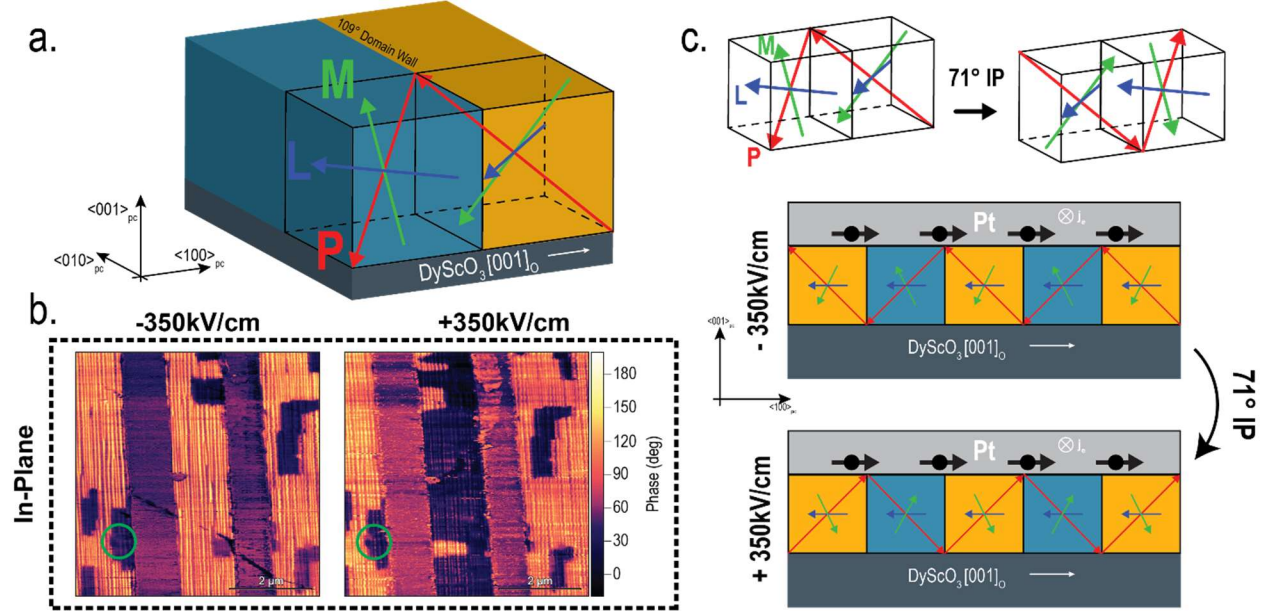 a.
109° Domain Wall
M
L
P
<001>pc
<010>pc
<100>pc
DyScO3 [001]O
b.
-350kV/cm
+350kV/cm
In-Plane
2 µm
2 µm
180
150
120
90
60
30
0
Phase (deg)
c.
M
L
P
71° IP
Pt
⊗ je
- 350kV/cm
<001>pc
<100>pc
DyScO3 [001]O
71° IP
Pt
⊗ je
+ 350kV/cm
DyScO3 [001]O